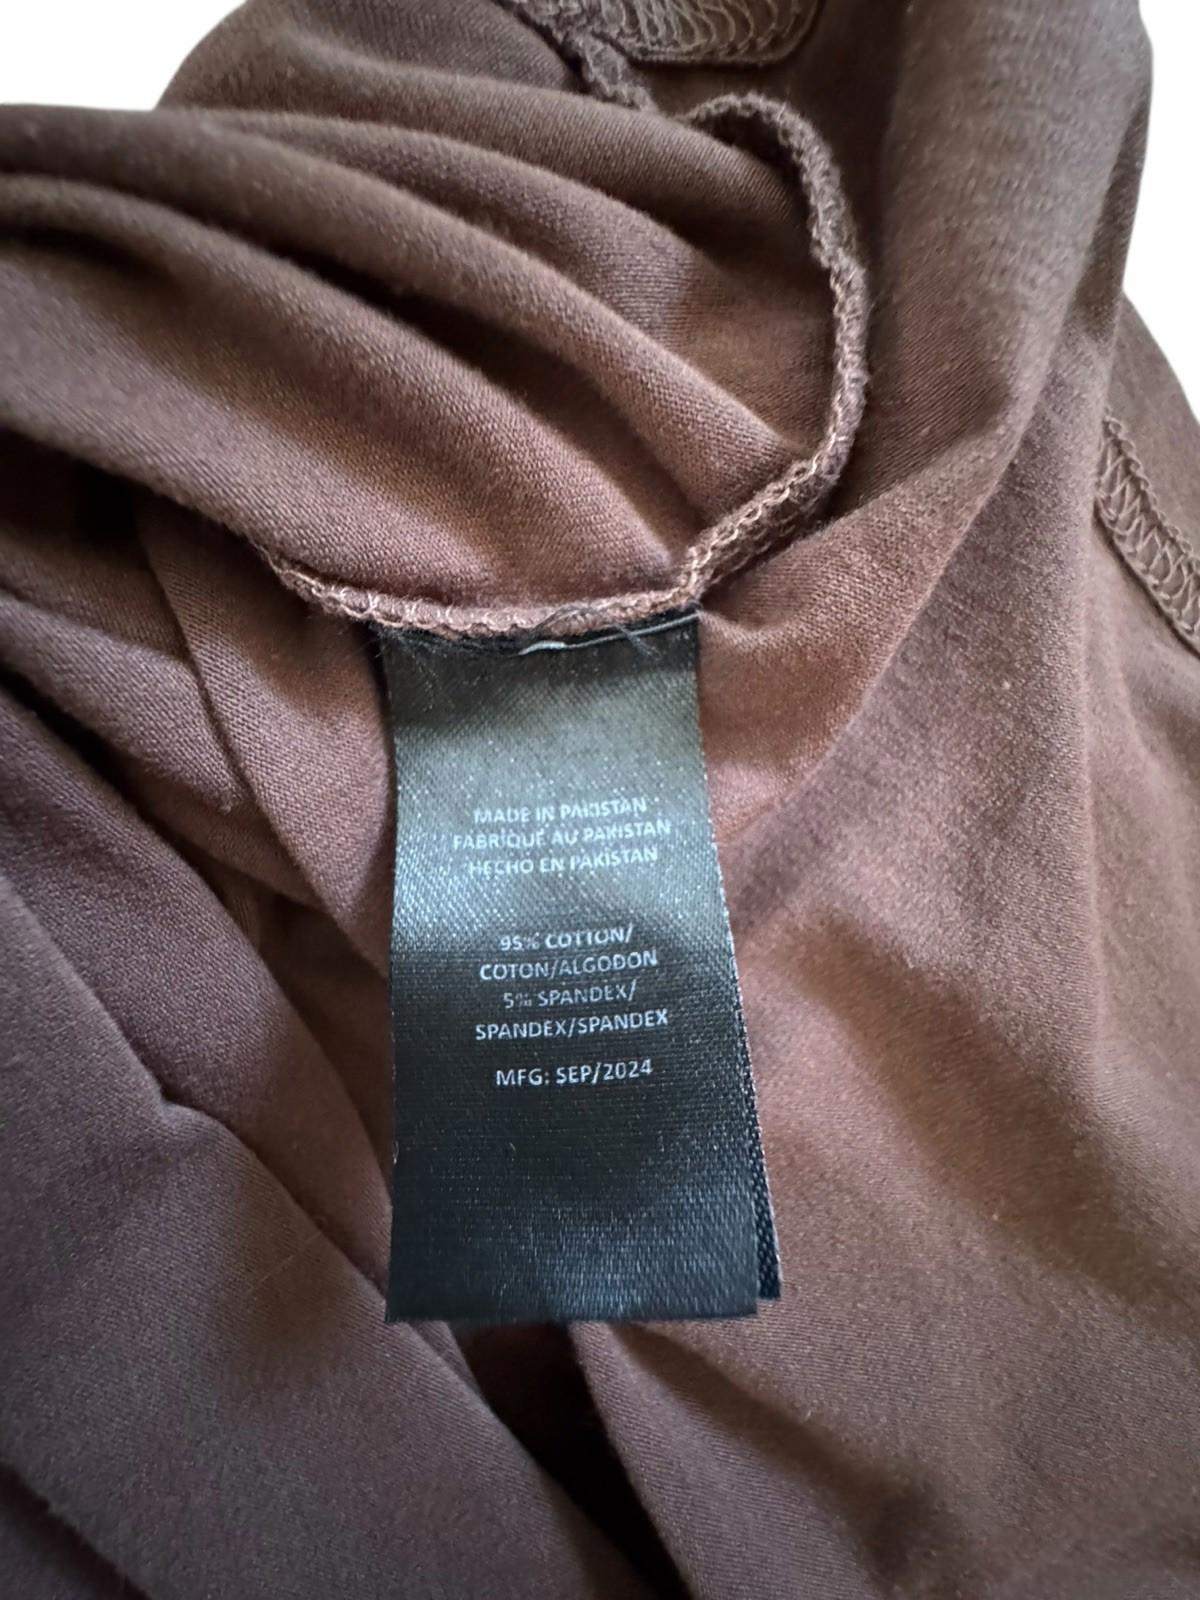 MADE IN PAKISTAN
FABRIQUÉ AU PAKISTAN
HECHO EN PAKISTAN
95% COTTON/
COTON/ALGODON
5% SPANDEX/
SPANDEX/SPANDEX
MFG: SEP/2024